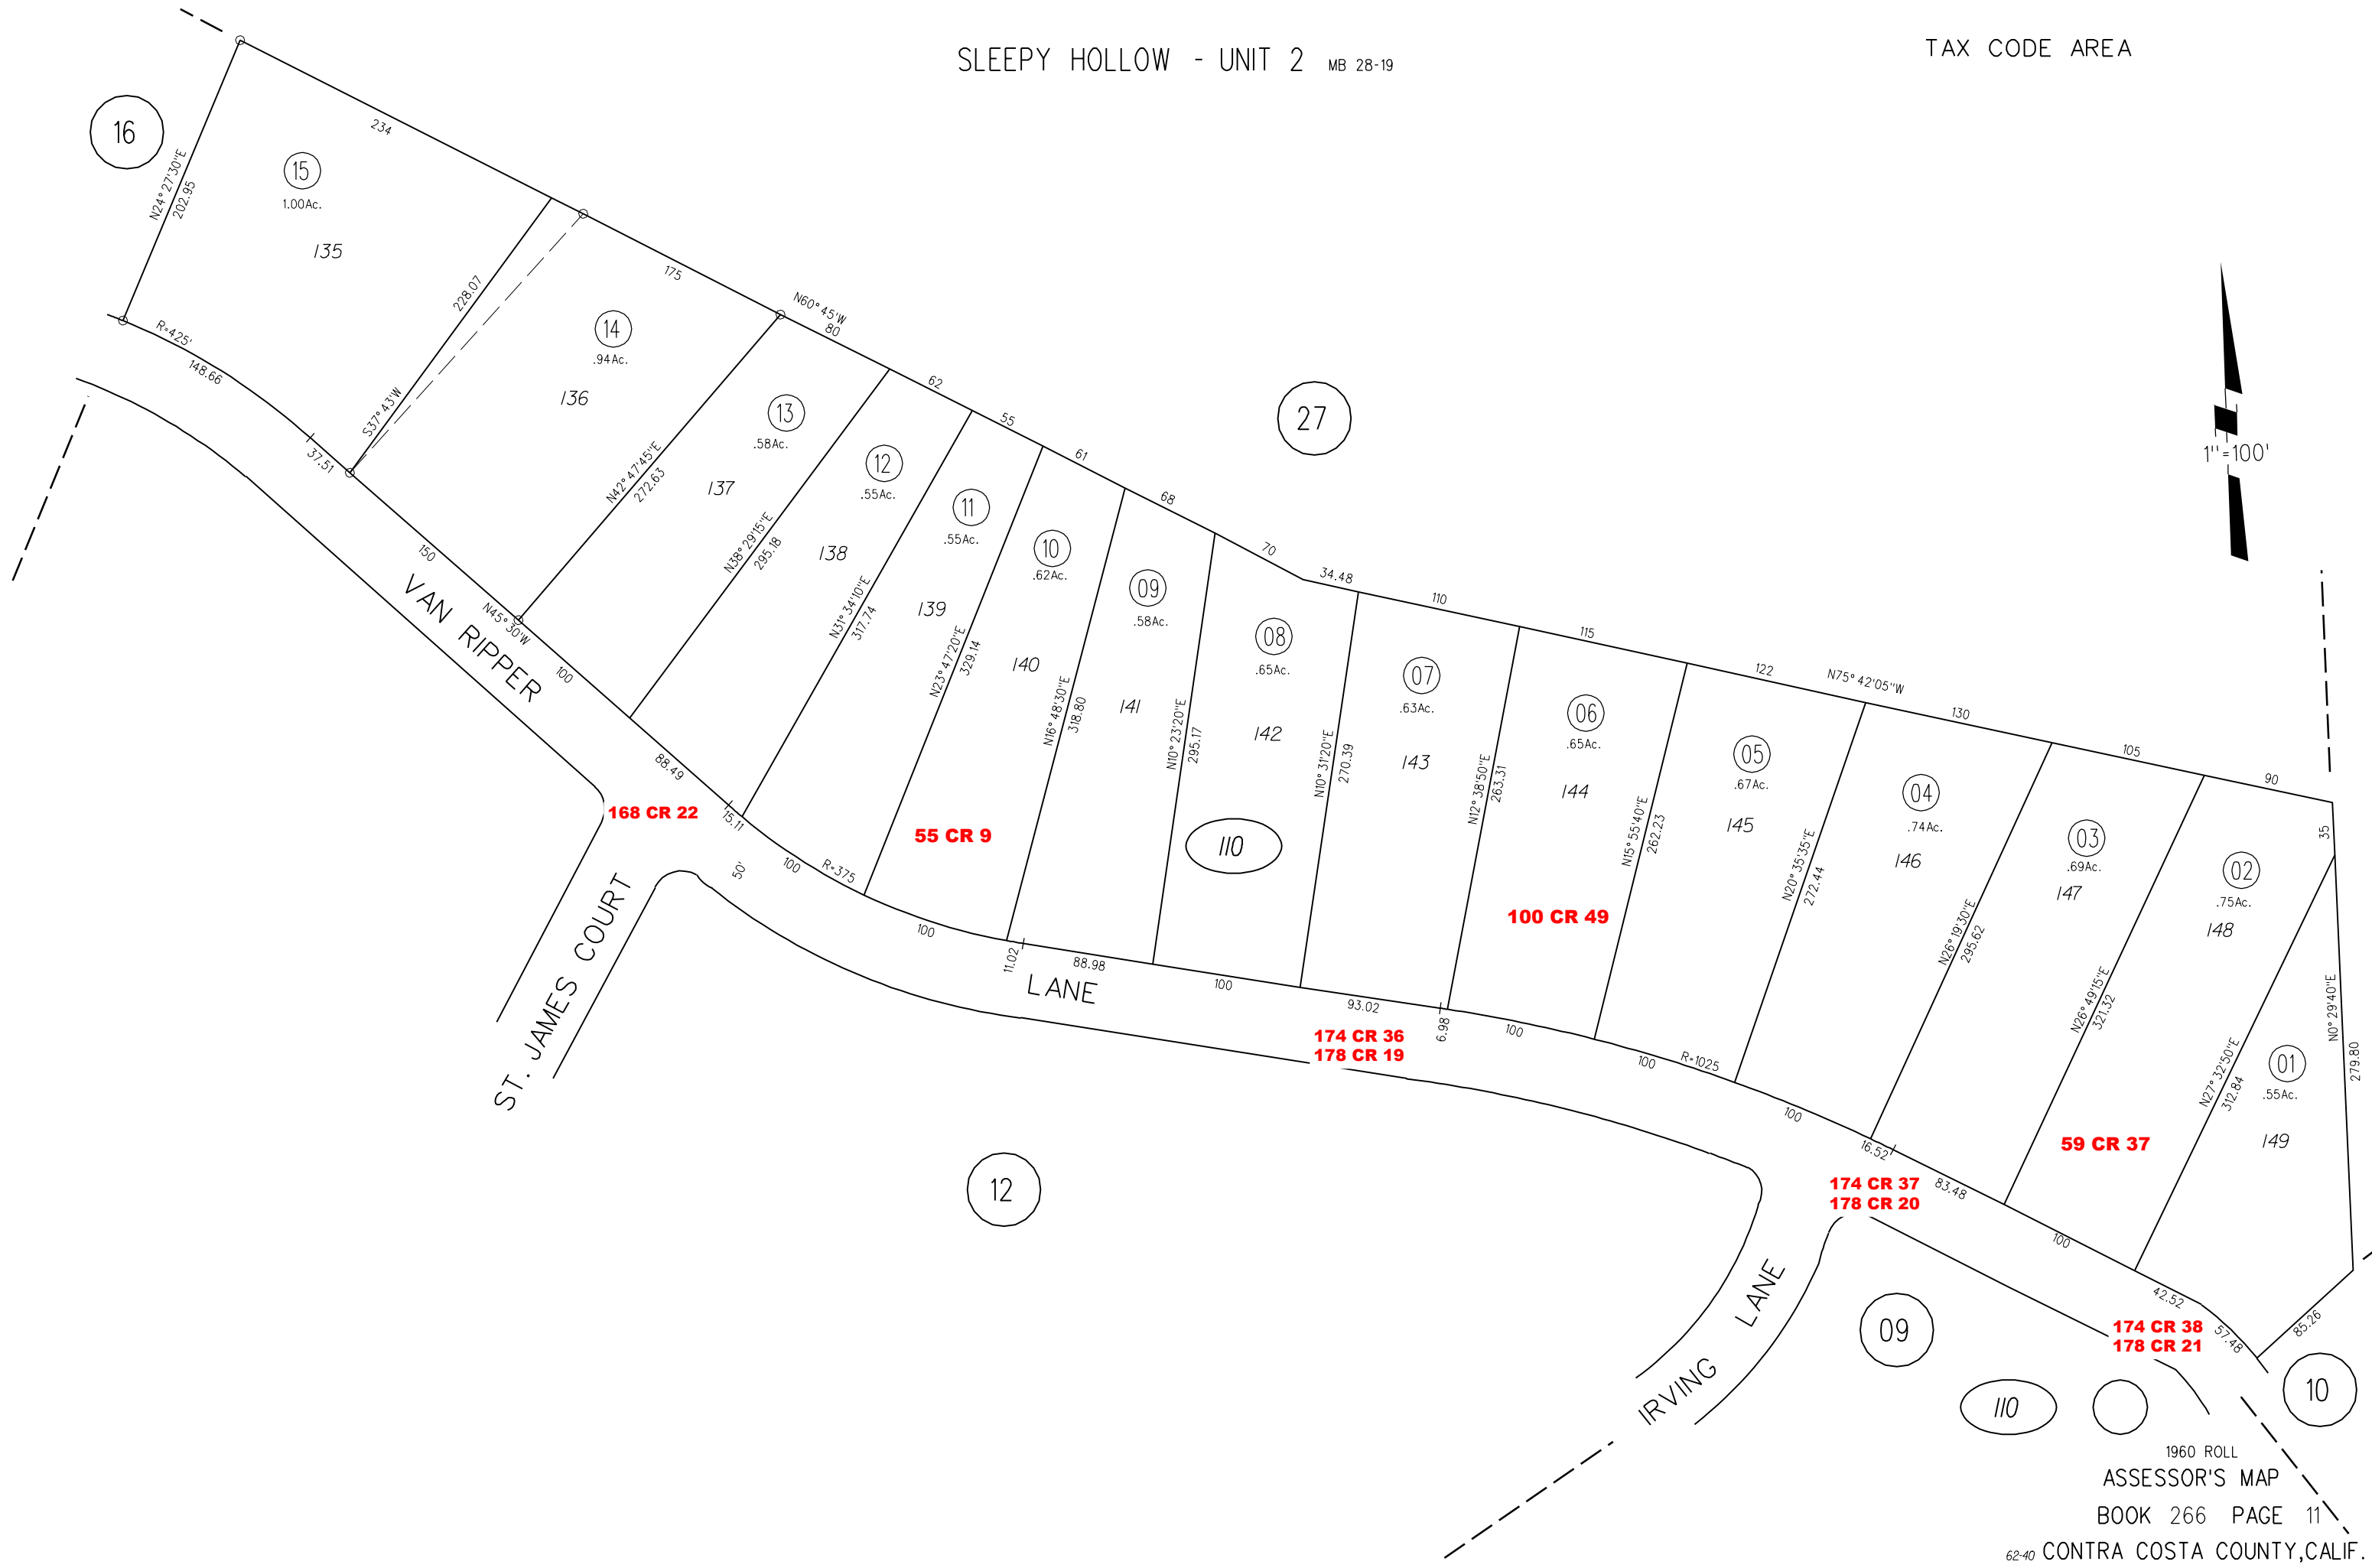 SLEEPY HOLLOW - UNIT 2 MB 28-19
TAX CODE AREA
16
234
N24°27'30"E
202.95
15
1.00Ac.
135
228.07
S37°43'W
R=425'
148.66
37.51
175
14
.94Ac.
136
N60°45'W
80
N42°47'45"E
272.63
150
13
.58Ac.
137
62
N38°29'15"E
295.18
N45°30'W
100
12
.55Ac.
138
55
N31°34'10"E
317.74
88.49
15.11
11
.55Ac.
139
61
N23°47'20"E
329.14
100
R=375
10
.62Ac.
140
68
N16°48'30"E
318.80
100
55 CR 9
27
09
.58Ac.
141
70
N10°23'20"E
295.17
11.02
88.98
08
.65Ac.
142
34.48
110
N10°31'20"E
270.39
100
110
07
.63Ac.
143
N12°38'50"E
263.31
93.02
6.98
115
06
.65Ac.
144
N15°55'40"E
262.23
100
100 CR 49
122
N75°42'05"W
05
.67Ac.
145
N20°35'35"E
272.44
100
R=1025
130
04
.74Ac.
146
N26°19'30"E
295.62
100
16.52
105
03
.69Ac.
147
N26°49'15"E
321.32
83.48
90
35
02
.75Ac.
148
N27°32'50"E
312.84
100
59 CR 37
N0°29'40"E
279.80
01
.55Ac.
149
42.52
57.48
85.26
1"=100'
VAN RIPPER
LANE
168 CR 22
50'
ST. JAMES COURT
174 CR 36
178 CR 19
174 CR 37
178 CR 20
174 CR 38
178 CR 21
12
IRVING LANE
09
10
110
1960 ROLL
ASSESSOR'S MAP
BOOK 266 PAGE 11
62-40 CONTRA COSTA COUNTY,CALIF.